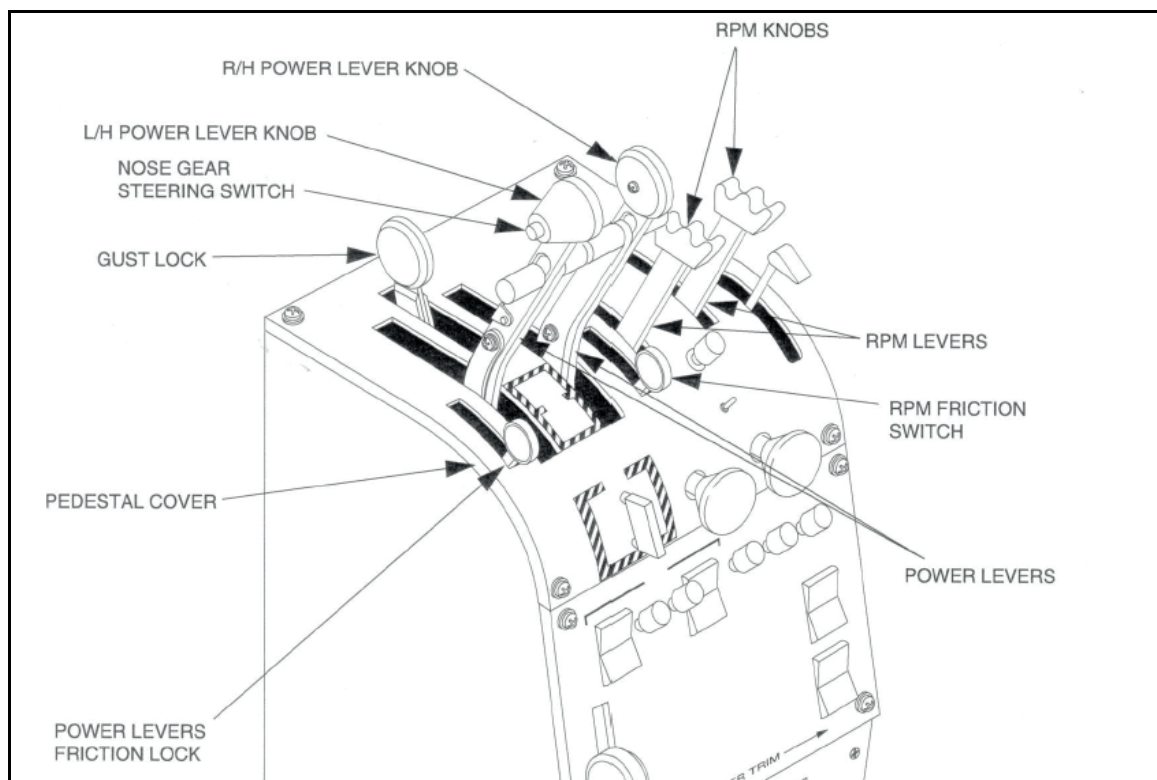 RPM KNOBS
R/H POWER LEVER KNOB
L/H POWER LEVER KNOB
NOSE GEAR
STEERING SWITCH
GUST LOCK
RPM LEVERS
RPM FRICTION
SWITCH
PEDESTAL COVER
POWER LEVERS
POWER LEVERS
FRICTION LOCK
TRIM